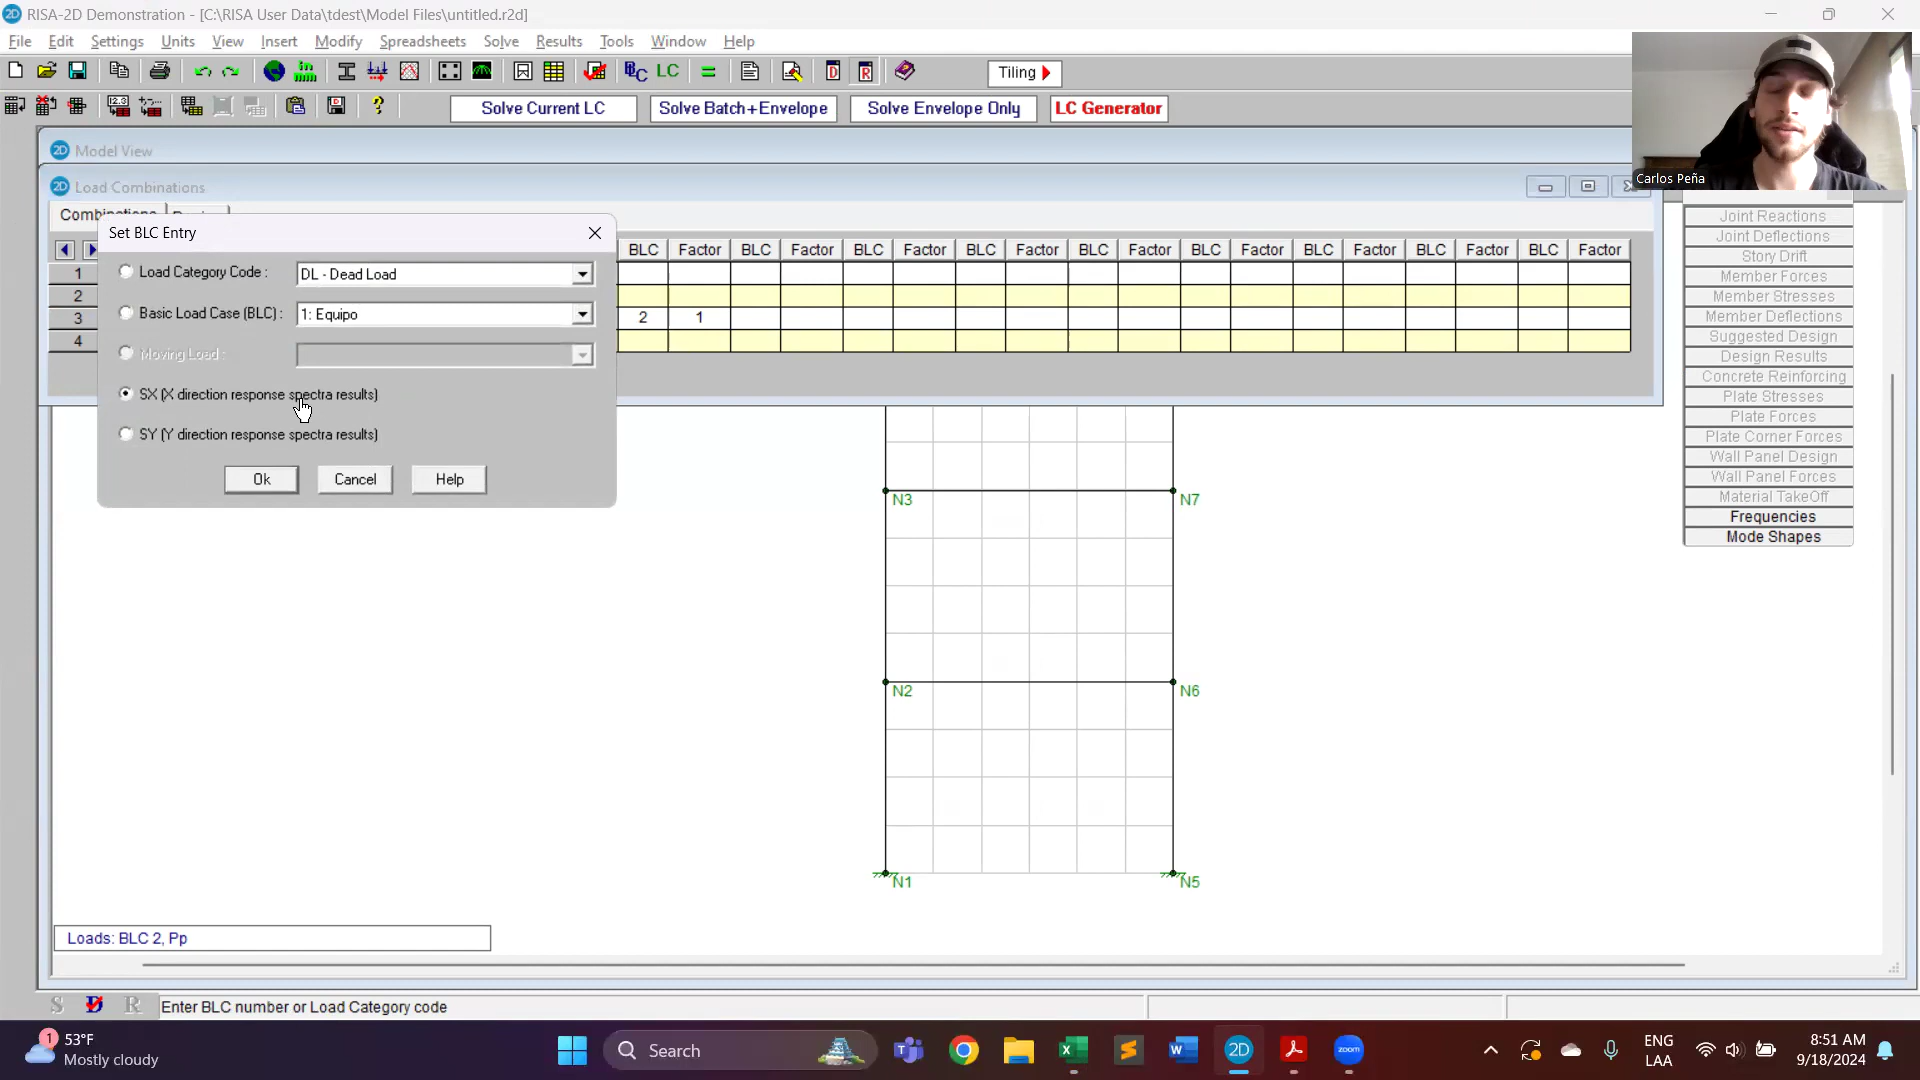 RISA-2D Demonstration - [C:\RISA User Data\tdest\Model Files\untitled.r2d]
File Edit Settings Units View Insert Modify Spreadsheets Solve Results Tools Window Help
Tiling
Solve Current LC Solve Batch+Envelope Solve Envelope Only LC Generator
Carlos Peña
Model View
Load Combinations
Combinations
Set BLC Entry
BLC Factor BLC Factor BLC Factor BLC Factor BLC Factor BLC Factor BLC Factor BLC Factor BLC Factor
1
2
3 2 1
4
Load Category Code : DL - Dead Load
Basic Load Case (BLC) : 1: Equipo
Moving Load :
SX (X direction response spectra results)
SY (Y direction response spectra results)
Ok Cancel Help
Joint Reactions
Joint Deflections
Story Drift
Member Forces
Member Stresses
Member Deflections
Suggested Design
Design Results
Concrete Reinforcing
Plate Stresses
Plate Forces
Plate Corner Forces
Wall Panel Design
Wall Panel Forces
Material TakeOff
Frequencies
Mode Shapes
N3 N7
N2 N6
N1 N5
Loads: BLC 2, Pp
S D R Enter BLC number or Load Category code
1 53°F
Mostly cloudy
Search
zoom
ENG
LAA
8:51 AM
9/18/2024